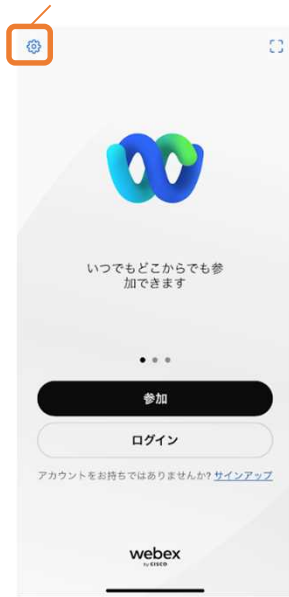 いつでもどこからでも参
加できます
参加
ログイン
アカウントをお持ちではありませんか? サインアップ
webex
by CISCO